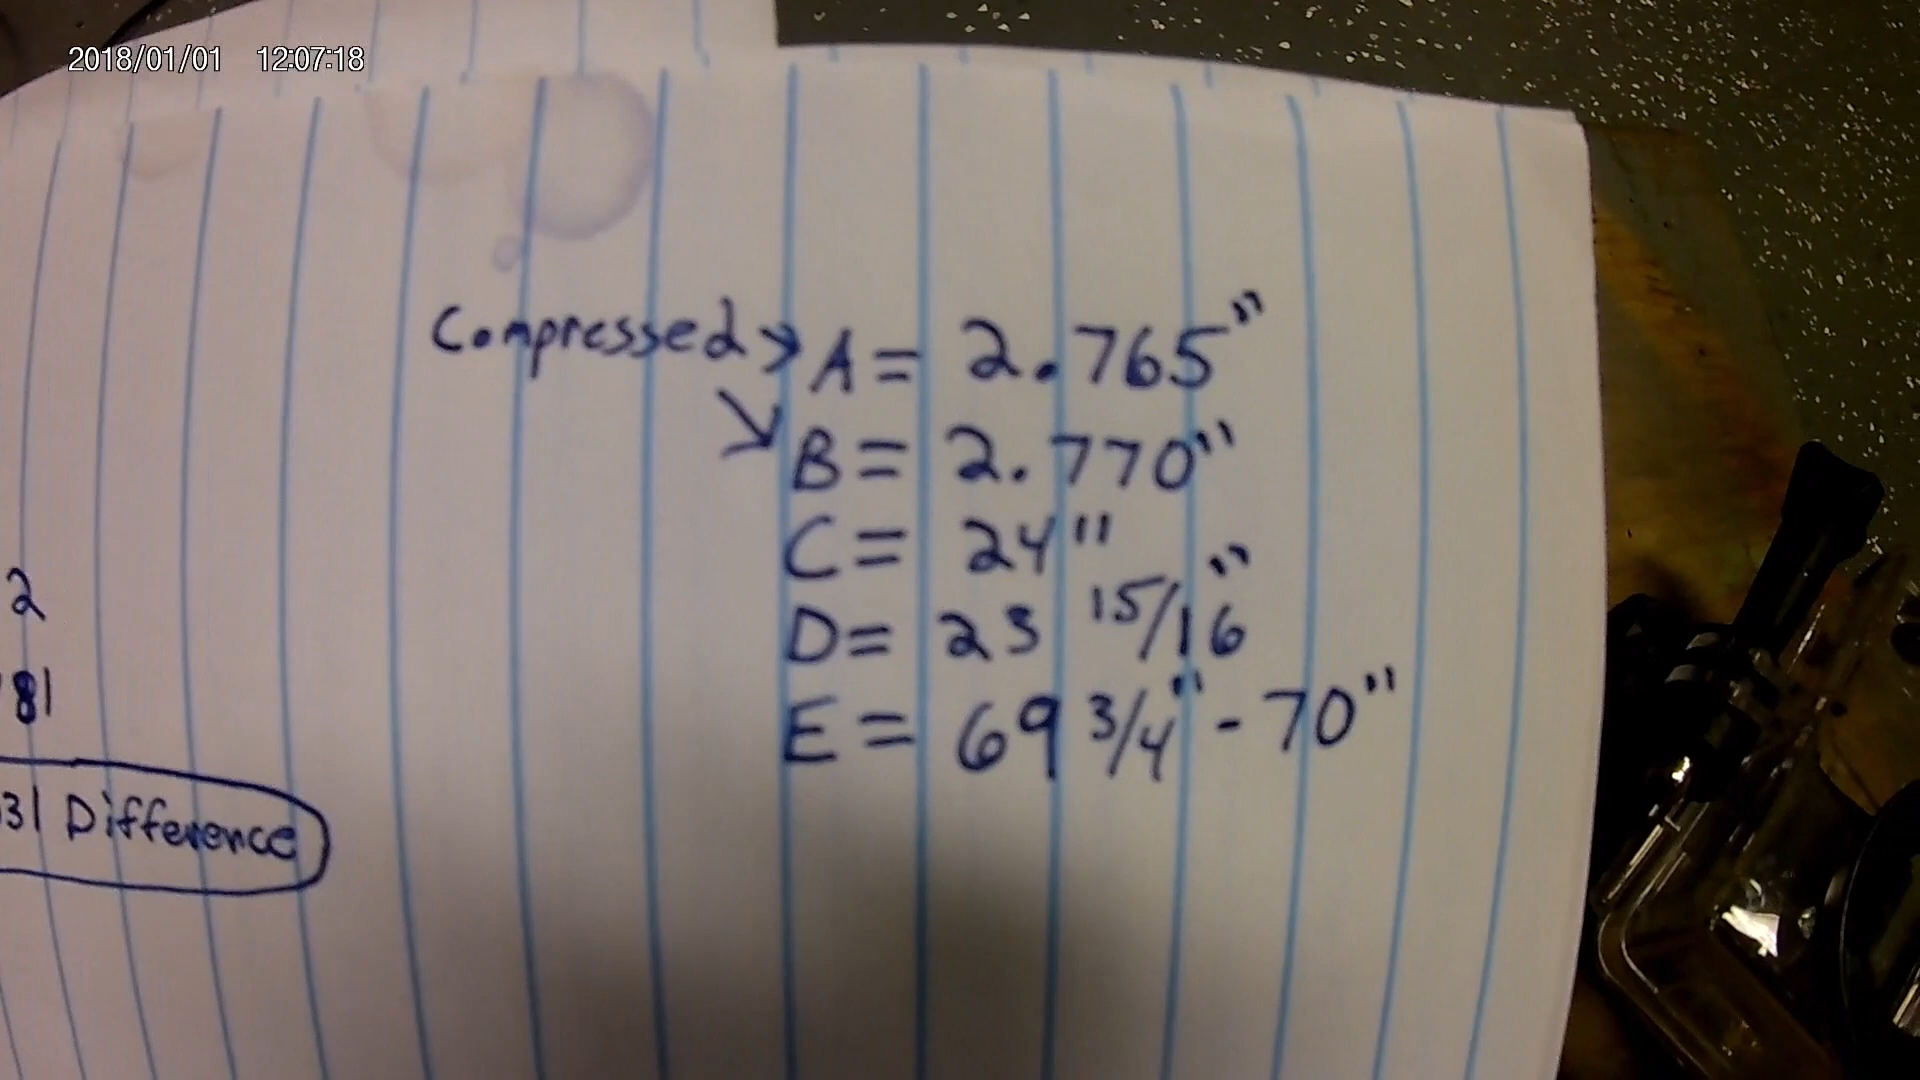 2018/01/01 12:07:18
Compressed → A = 2.765"
↘ B = 2.770"
C = 24"
D = 23 15/16"
E = 69 3/4" - 70"
2
81
31 Difference